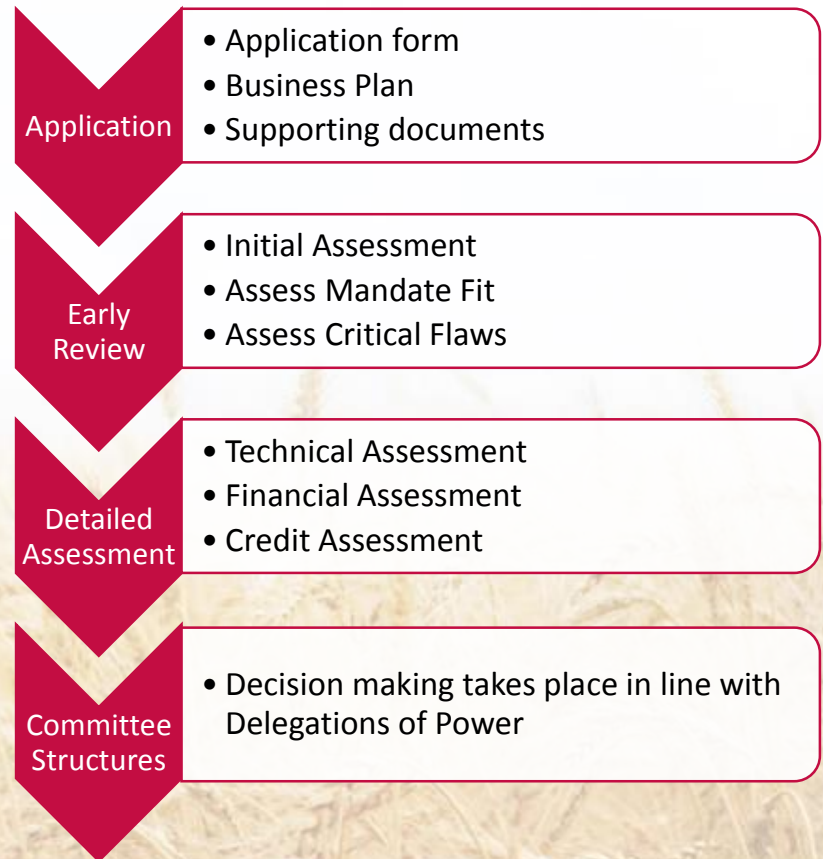 Application
• Application form
• Business Plan
• Supporting documents
Early
Review
• Initial Assessment
• Assess Mandate Fit
• Assess Critical Flaws
Detailed
Assessment
• Technical Assessment
• Financial Assessment
• Credit Assessment
Committee
Structures
• Decision making takes place in line with
Delegations of Power